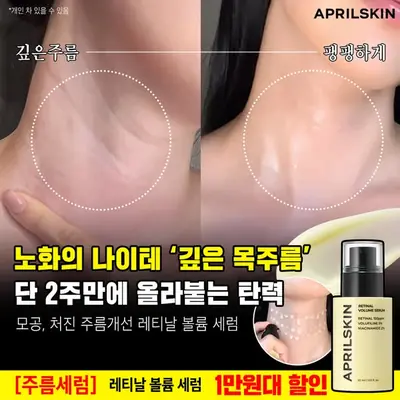 *개인 차 있을 수 있음
APRILSKIN
깊은주름
팽팽하게
노화의 나이테 ‘깊은 목주름’
단 2주만에 올라붙는 탄력
모공, 처진 주름개선 레티날 볼륨 세럼
APRILSKIN
RETINAL
VOLUME SERUM
[주름세럼] 레티날 볼륨 세럼 1만원대 할인